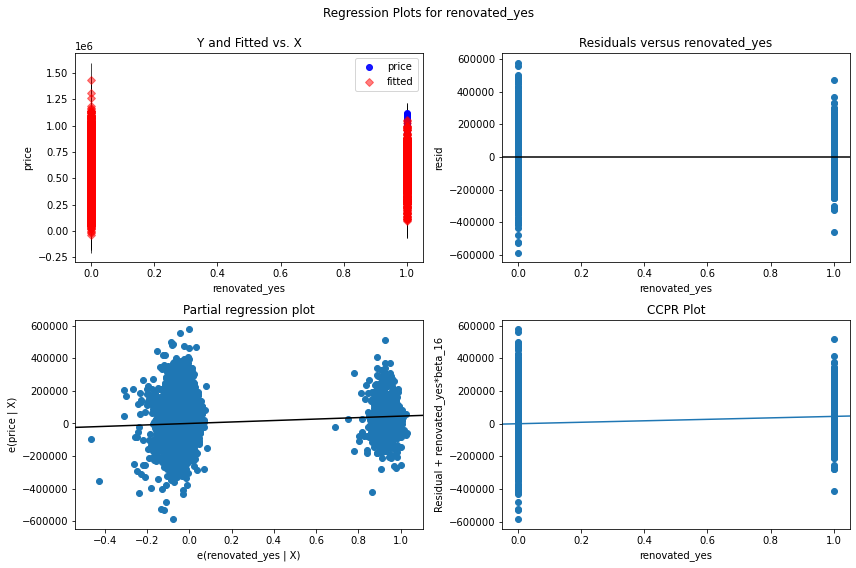 Regression Plots for renovated_yes
Y and Fitted vs. X
1e6
price
fitted
1.50
1.25
1.00
0.75
0.50
0.25
0.00
−0.25
price
0.0 0.2 0.4 0.6 0.8 1.0
renovated_yes
Residuals versus renovated_yes
600000
400000
200000
0
−200000
−400000
−600000
resid
0.0 0.2 0.4 0.6 0.8 1.0
renovated_yes
Partial regression plot
600000
400000
200000
0
−200000
−400000
−600000
e(price | X)
−0.4 −0.2 0.0 0.2 0.4 0.6 0.8 1.0
e(renovated_yes | X)
CCPR Plot
600000
400000
200000
0
−200000
−400000
−600000
Residual + renovated_yes*beta_16
0.0 0.2 0.4 0.6 0.8 1.0
renovated_yes